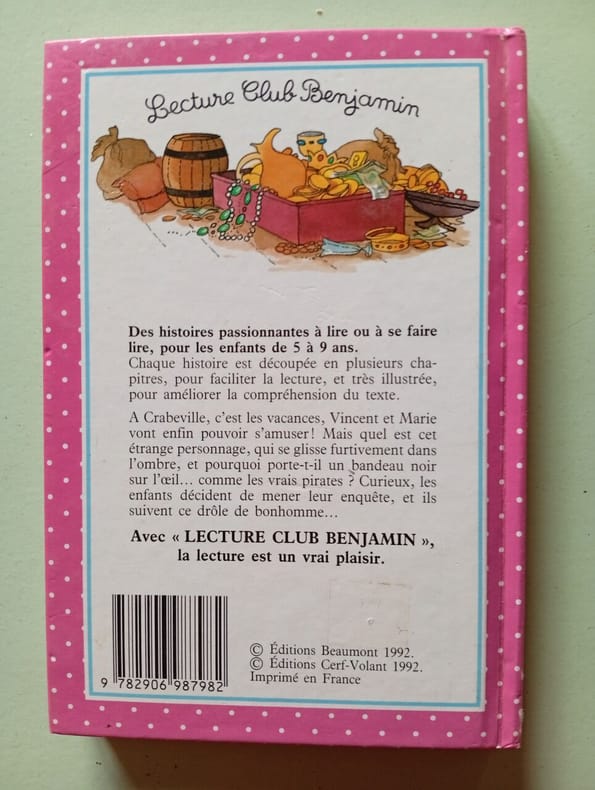 Lecture Club Benjamin
Des histoires passionnantes à lire ou à se faire
lire, pour les enfants de 5 à 9 ans.
Chaque histoire est découpée en plusieurs cha-
pitres, pour faciliter la lecture, et très illustrée,
pour améliorer la compréhension du texte.
A Crabeville, c'est les vacances, Vincent et Marie
vont enfin pouvoir s'amuser! Mais quel est cet
étrange personnage, qui se glisse furtivement dans
l'ombre, et pourquoi porte-t-il un bandeau noir
sur l'œil... comme les vrais pirates ? Curieux, les
enfants décident de mener leur enquête, et ils
suivent ce drôle de bonhomme...
Avec « LECTURE CLUB BENJAMIN »,
la lecture est un vrai plaisir.
© Éditions Beaumont 1992.
© Éditions Cerf-Volant 1992.
Imprimé en France
9 782906 987982